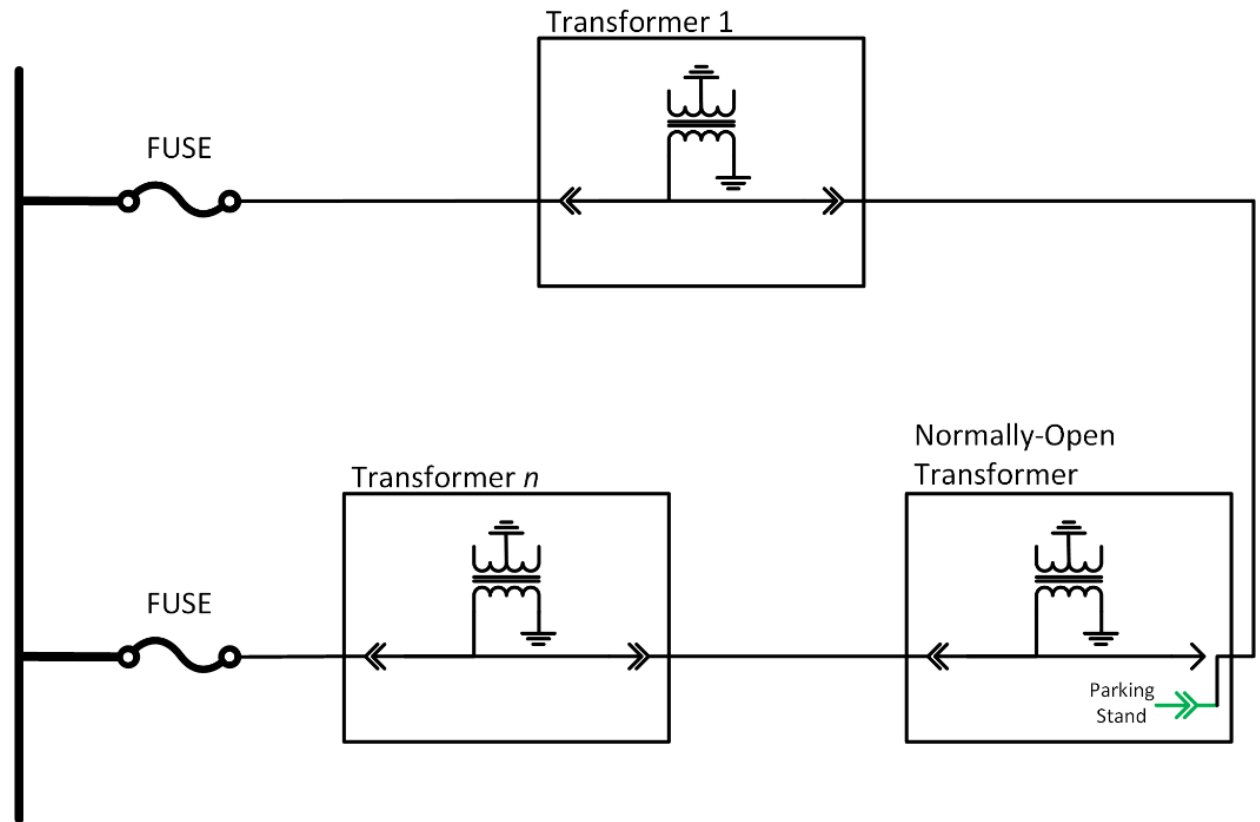 Transformer 1
FUSE
Normally-Open
Transformer
Transformer n
FUSE
Parking
Stand